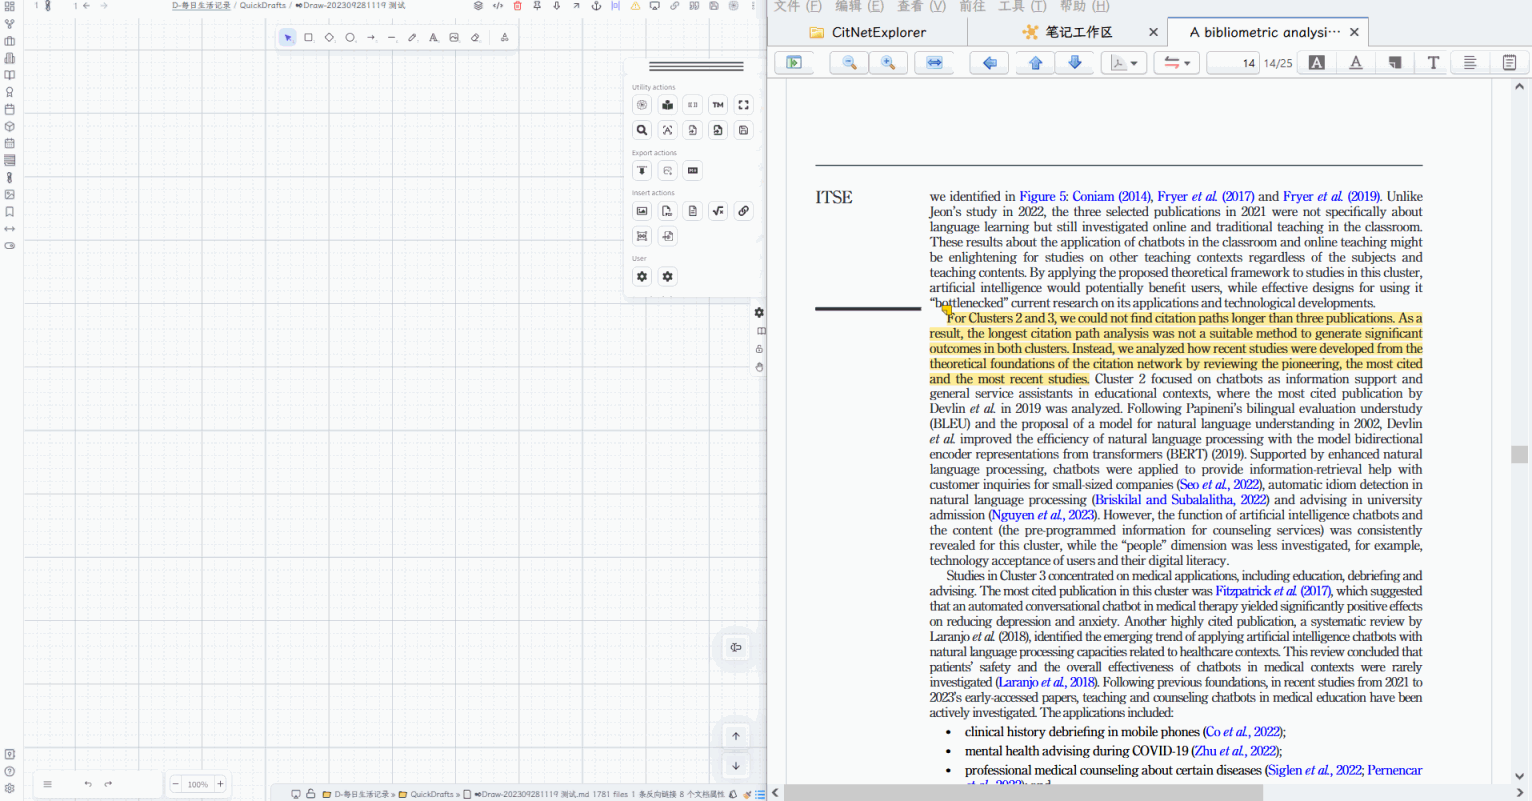 1
1
D-每日生活记录 / QuickDrafts / Draw-202309281119 测试
Utility actions
TM
Export actions
Insert actions
User
100%
D-每日生活记录 » QuickDrafts » Draw-202309281119 测试.md 1781 files 1 条反向链接 8 个文档属性
文件 (F) 编辑 (E) 查看 (V) 前往 工具 (T) 帮助 (H)
CitNetExplorer
笔记工作区
A bibliometric analysi···
14 14/25
ITSE
we identified in Figure 5: Coniam (2014), Fryer et al. (2017) and Fryer et al. (2019). Unlike
Jeon's study in 2022, the three selected publications in 2021 were not specifically about
language learning but still investigated online and traditional teaching in the classroom.
These results about the application of chatbots in the classroom and online teaching might
be enlightening for studies on other teaching contexts regardless of the subjects and
teaching contents. By applying the proposed theoretical framework to studies in this cluster,
artificial intelligence would potentially benefit users, while effective designs for using it
“bottlenecked” current research on its applications and technological developments.
For Clusters 2 and 3, we could not find citation paths longer than three publications. As a
result, the longest citation path analysis was not a suitable method to generate significant
outcomes in both clusters. Instead, we analyzed how recent studies were developed from the
theoretical foundations of the citation network by reviewing the pioneering, the most cited
and the most recent studies. Cluster 2 focused on chatbots as information support and
general service assistants in educational contexts, where the most cited publication by
Devlin et al. in 2019 was analyzed. Following Papineni's bilingual evaluation understudy
(BLEU) and the proposal of a model for natural language understanding in 2002, Devlin
et al. improved the efficiency of natural language processing with the model bidirectional
encoder representations from transformers (BERT) (2019). Supported by enhanced natural
language processing, chatbots were applied to provide information-retrieval help with
customer inquiries for small-sized companies (Seo et al., 2022), automatic idiom detection in
natural language processing (Briskilal and Subalalitha, 2022) and advising in university
admission (Nguyen et al., 2023). However, the function of artificial intelligence chatbots and
the content (the pre-programmed information for counseling services) was consistently
revealed for this cluster, while the “people” dimension was less investigated, for example,
technology acceptance of users and their digital literacy.
Studies in Cluster 3 concentrated on medical applications, including education, debriefing and
advising. The most cited publication in this cluster was Fitzpatrick et al. (2017), which suggested
that an automated conversational chatbot in medical therapy yielded significantly positive effects
on reducing depression and anxiety. Another highly cited publication, a systematic review by
Laranjo et al. (2018), identified the emerging trend of applying artificial intelligence chatbots with
natural language processing capacities related to healthcare contexts. This review concluded that
patients' safety and the overall effectiveness of chatbots in medical contexts were rarely
investigated (Laranjo et al., 2018). Following previous foundations, in recent studies from 2021 to
2023's early-accessed papers, teaching and counseling chatbots in medical education have been
actively investigated. The applications included:
• clinical history debriefing in mobile phones (Co et al., 2022);
• mental health advising during COVID-19 (Zhu et al., 2022);
• professional medical counseling about certain diseases (Siglen et al., 2022; Pernencar
et al., 2022); and